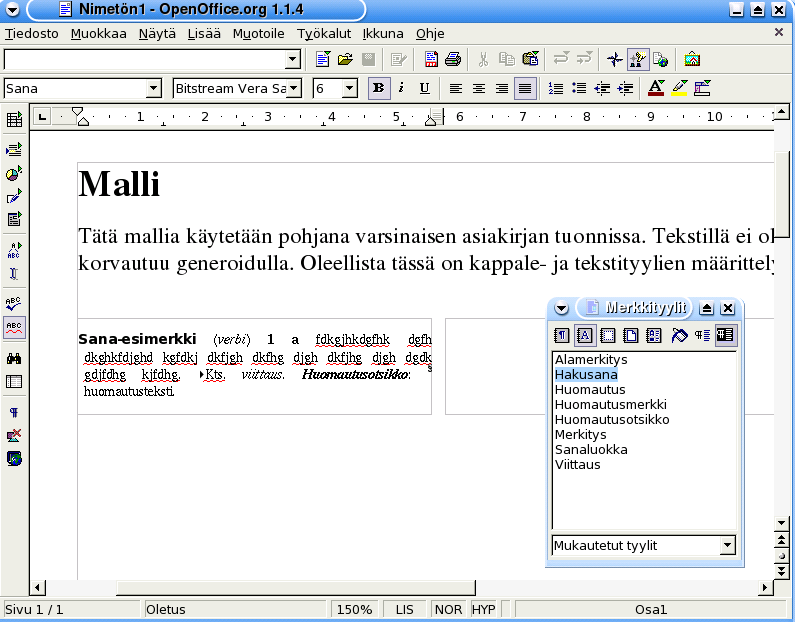 Nimetön1 - OpenOffice.org 1.1.4
Tiedosto Muokkaa Näytä Lisää Muotoile Työkalut Ikkuna Ohje
Sana Bitstream Vera Sa 6 B i U A
1 2 3 4 5 6 7 8 9 10
Malli
Tätä mallia käytetään pohjana varsinaisen asiakirjan tuonnissa. Tekstillä ei ol
korvautuu generoidulla. Oleellista tässä on kappale- ja tekstityylien määrittely
Sana-esimerkki (verbi) 1 a fdkgjhkdgfhk dgfh
dkghkfdjghd kgfdkj dkfjgh dkfhg djgh dkfjhg djgh dgdk
gdjfdhg kjfdhg. ▸Kts. viittaus. Huomautusotsikko: §
huomautusteksti.
Merkkityylit
Alamerkitys
Hakusana
Huomautus
Huomautusmerkki
Huomautusotsikko
Merkitys
Sanaluokka
Viittaus
Mukautetut tyylit
Sivu 1 / 1 Oletus 150% LIS NOR HYP Osa1